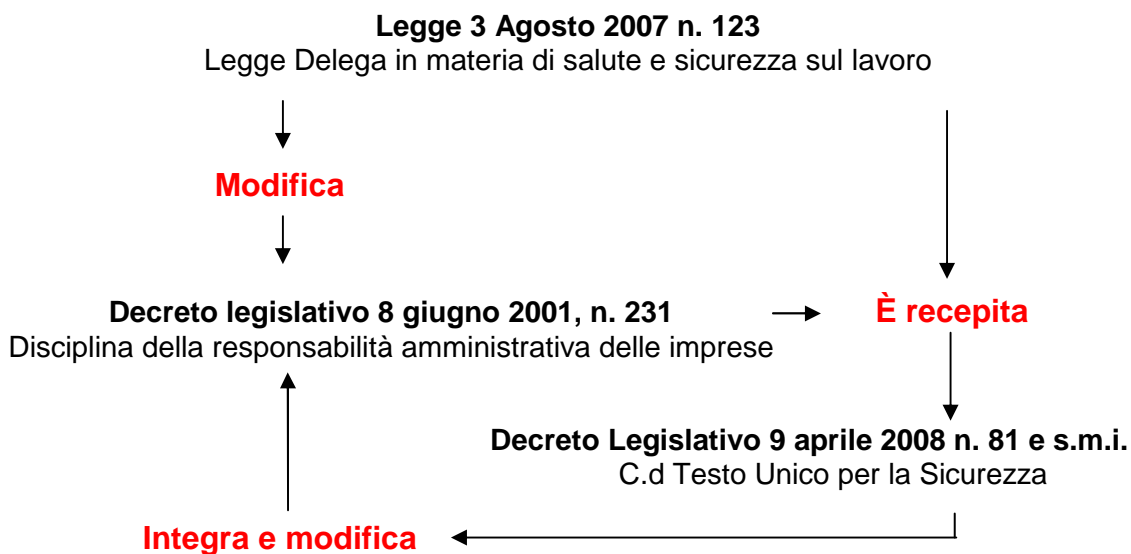 Legge 3 Agosto 2007 n. 123
Legge Delega in materia di salute e sicurezza sul lavoro
Modifica
Decreto legislativo 8 giugno 2001, n. 231
Disciplina della responsabilità amministrativa delle imprese
È recepita
Decreto Legislativo 9 aprile 2008 n. 81 e s.m.i.
C.d Testo Unico per la Sicurezza
Integra e modifica